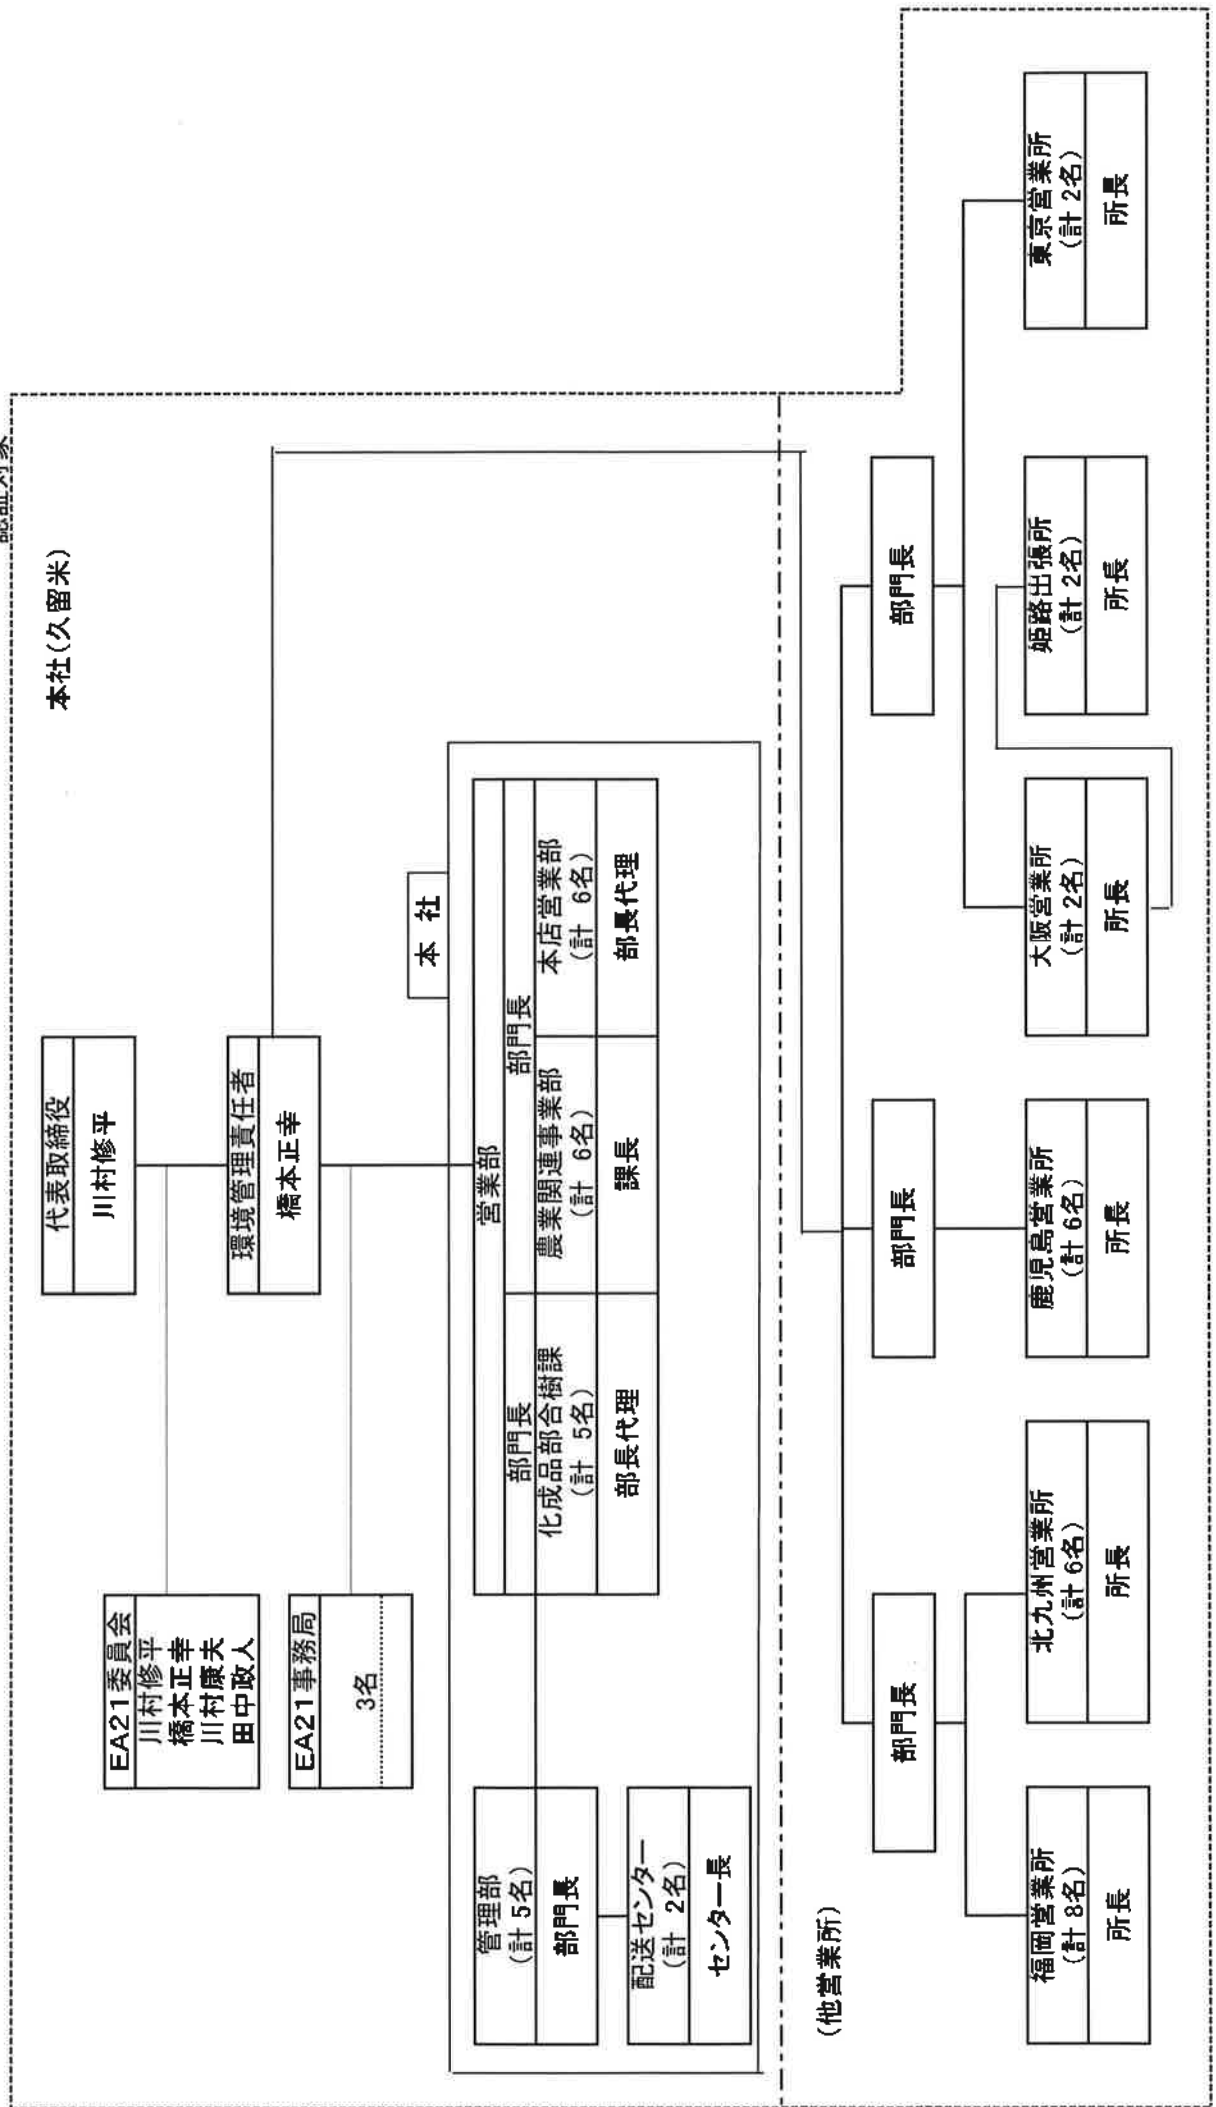 認証対象
本社(久留米)
代表取締役
川村修平
EA21委員会
川村修平
橋本正幸
川村康夫
田中政人
環境管理責任者
橋本正幸
EA21事務局
3名
本 社
営業部
部門長
部門長
化成品部合樹課
(計 5名)
部長代理
農業関連事業部
(計 6名)
課長
本店営業部
(計 6名)
部長代理
管理部
(計 5名)
部門長
配送センター
(計 2名)
センター長
(他営業所)
部門長
部門長
部門長
福岡営業所
(計 8名)
所長
北九州営業所
(計 6名)
所長
鹿児島営業所
(計 6名)
所長
大阪営業所
(計 2名)
所長
姫路出張所
(計 2名)
所長
東京営業所
(計 2名)
所長